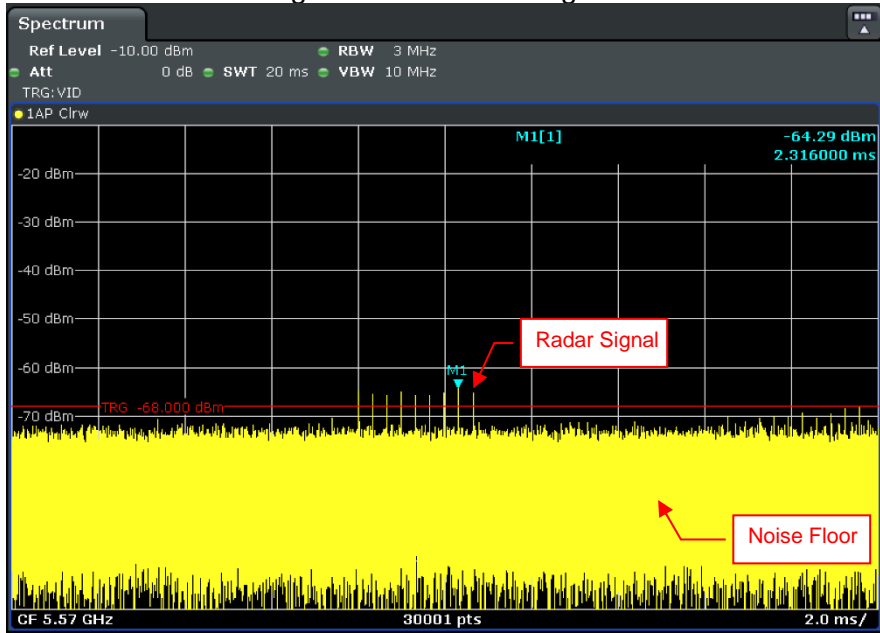 Spectrum
Ref Level -10.00 dBm RBW 3 MHz
Att 0 dB SWT 20 ms VBW 10 MHz
TRG:VID
1AP Clrw
M1[1] -64.29 dBm
2.316000 ms
-20 dBm
-30 dBm
-40 dBm
-50 dBm
Radar Signal
-60 dBm
M1
TRG -68.000 dBm
-70 dBm
Noise Floor
CF 5.57 GHz 30001 pts 2.0 ms/